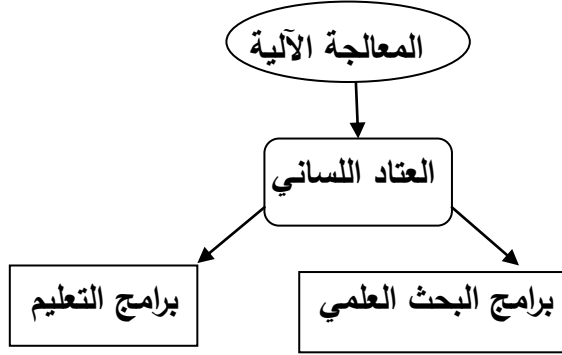 المعالجة الآلية
العتاد اللساني
برامج البحث العلمي
برامج التعليم